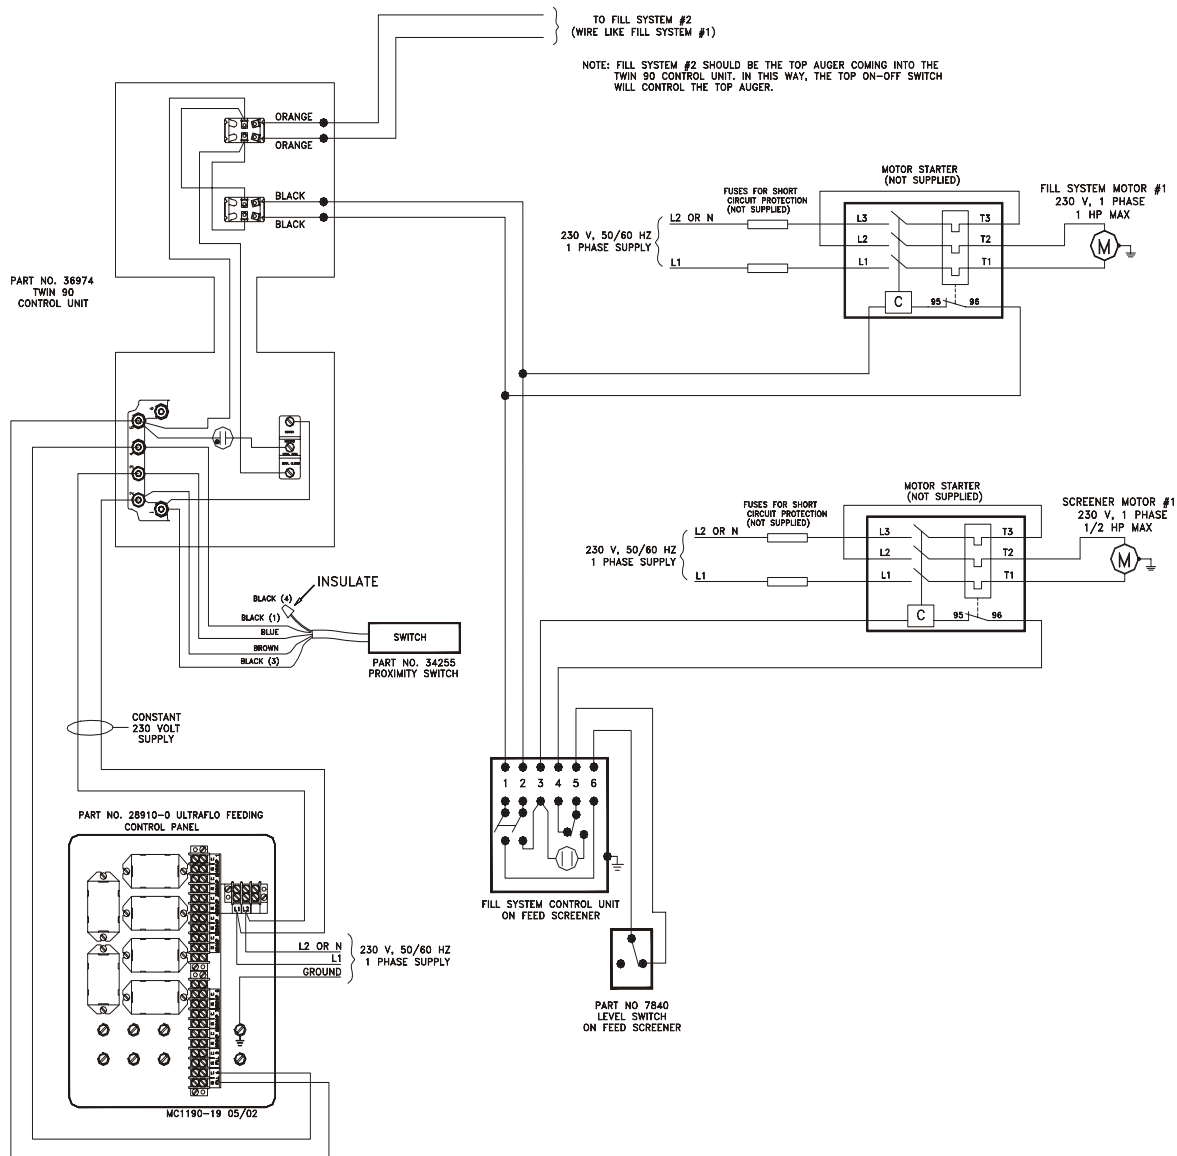 TO FILL SYSTEM #2
(WIRE LIKE FILL SYSTEM #1)
NOTE: FILL SYSTEM #2 SHOULD BE THE TOP AUGER COMING INTO THE
TWIN 90 CONTROL UNIT. IN THIS WAY, THE TOP ON-OFF SWITCH
WILL CONTROL THE TOP AUGER.
ORANGE
ORANGE
BLACK
BLACK
PART NO. 36974
TWIN 90
CONTROL UNIT
MOTOR STARTER
(NOT SUPPLIED)
FUSES FOR SHORT
CIRCUIT PROTECTION
(NOT SUPPLIED)
FILL SYSTEM MOTOR #1
230 V, 1 PHASE
1 HP MAX
230 V, 50/60 HZ
1 PHASE SUPPLY
L2 OR N
L1
L3
L2
L1
T3
T2
T1
M
C
95
96
MOTOR STARTER
(NOT SUPPLIED)
FUSES FOR SHORT
CIRCUIT PROTECTION
(NOT SUPPLIED)
SCREENER MOTOR #1
230 V, 1 PHASE
1/2 HP MAX
230 V, 50/60 HZ
1 PHASE SUPPLY
L2 OR N
L1
L3
L2
L1
T3
T2
T1
M
C
95
96
INSULATE
BLACK (4)
BLACK (1)
BLUE
BROWN
BLACK (3)
SWITCH
PART NO. 34255
PROXIMITY SWITCH
CONSTANT
230 VOLT
SUPPLY
1 2 3 4 5 6
FILL SYSTEM CONTROL UNIT
ON FEED SCREENER
PART NO 7840
LEVEL SWITCH
ON FEED SCREENER
PART NO. 28910-0 ULTRAFLO FEEDING
CONTROL PANEL
L1 L2
L2 OR N
L1
GROUND
230 V, 50/60 HZ
1 PHASE SUPPLY
MC1190-19 05/02